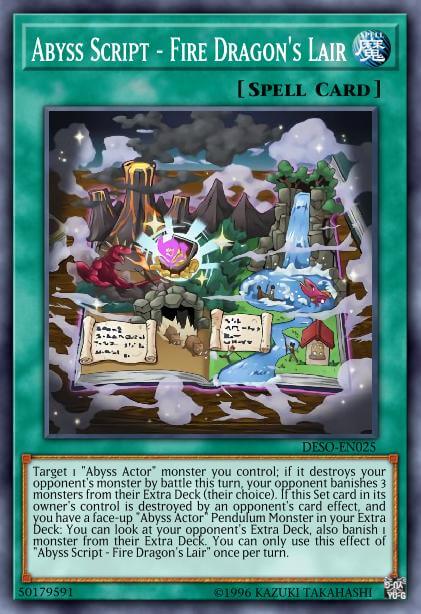 Abyss Script - Fire Dragon's Lair
[Spell Card]
DESO-EN025
Target 1 "Abyss Actor" monster you control; if it destroys your
opponent's monster by battle this turn, your opponent banishes 3
monsters from their Extra Deck (their choice). If this Set card in its
owner's control is destroyed by an opponent's card effect, and
you have a face-up "Abyss Actor" Pendulum Monster in your Extra
Deck: You can look at your opponent's Extra Deck, also banish 1
monster from their Extra Deck. You can only use this effect of
"Abyss Script - Fire Dragon's Lair" once per turn.
50179591
©1996 KAZUKI TAKAHASHI